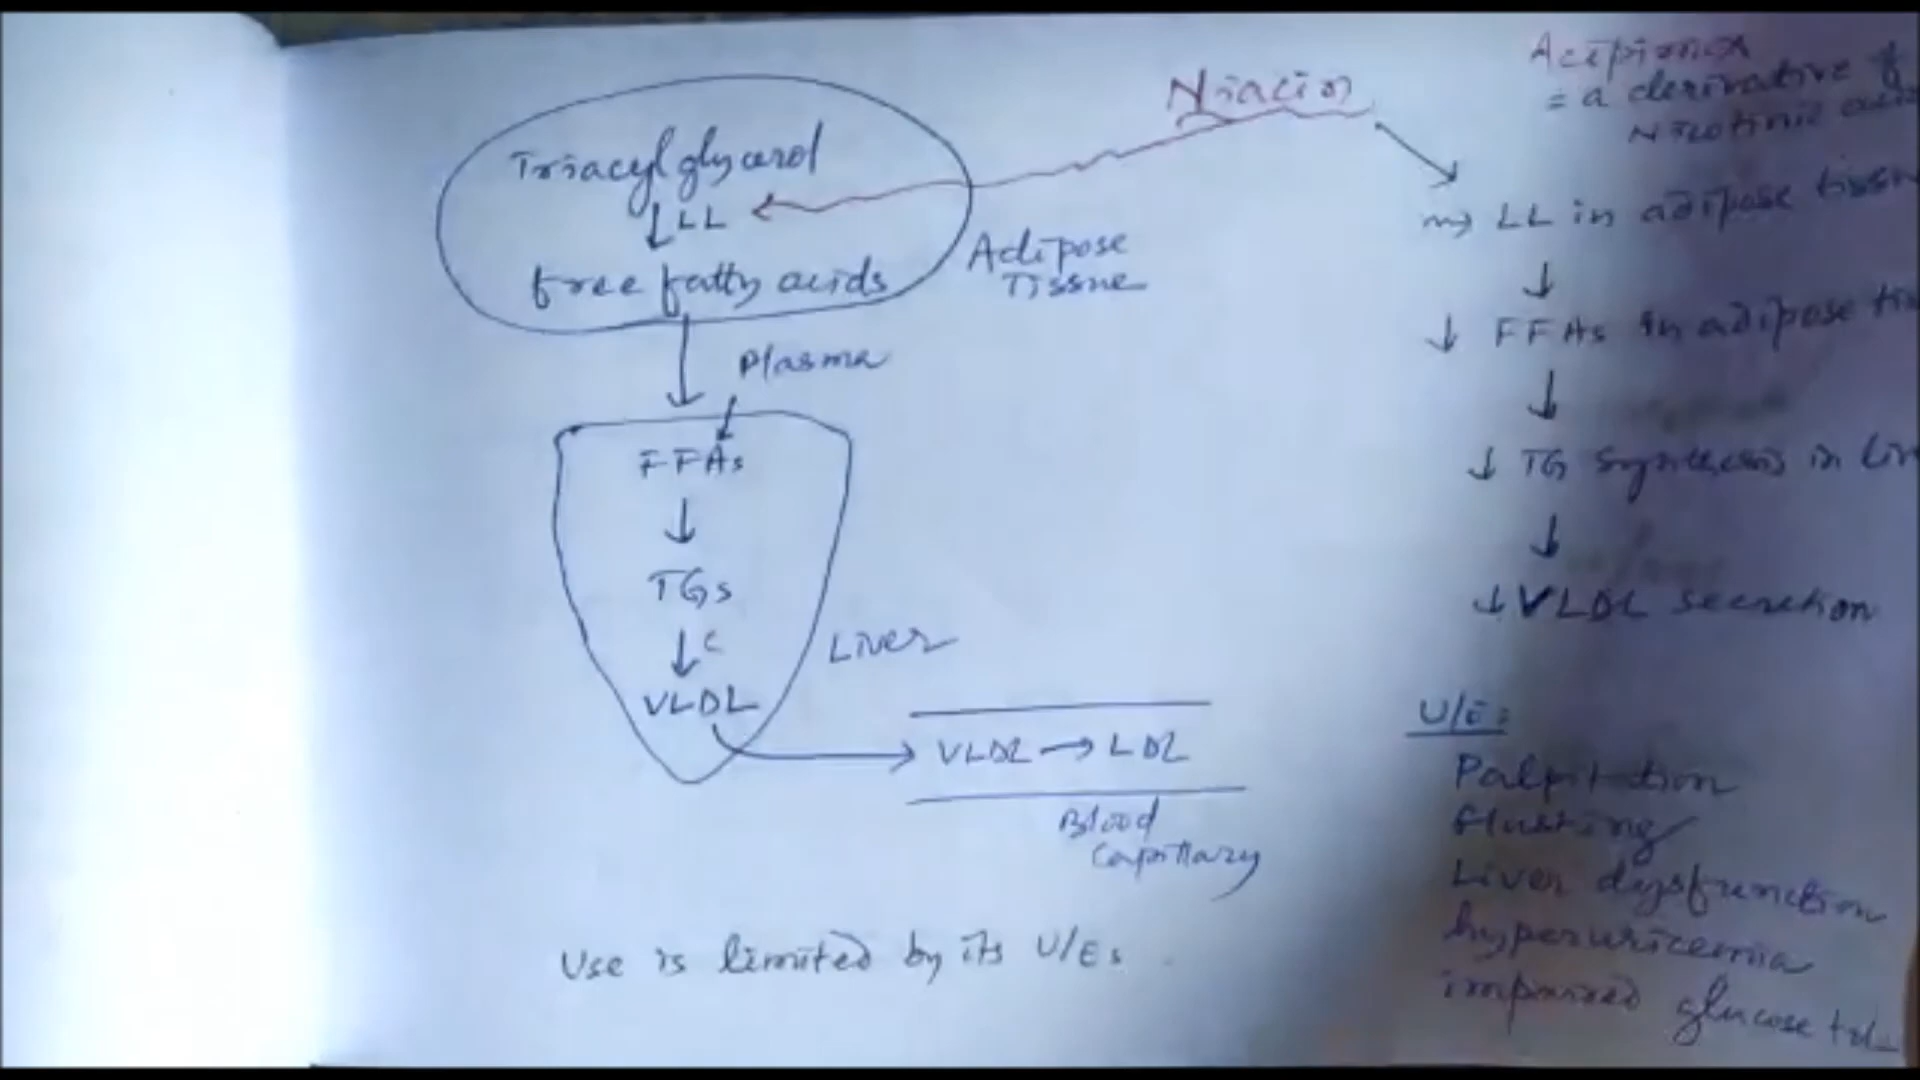 Triacylglycerol
↓ LL
free fatty acids
Adipose
Tissue
Plasma
FFAs
↓
TGs
↓ C
VLDL
Liver
VLDL → LDL
Blood
Capillary
Use is limited by its U/Es
Niacin
Acipimox
= a derivative of
Nicotinic
LL in adipose
↓
↓ FFAs in adipose
↓
↓ TG synthesis in
↓
↓ VLDL secretion
U/Es
Palpitation
flushing
Liver dysfunction
hyperuricemia
impaired glucose tol